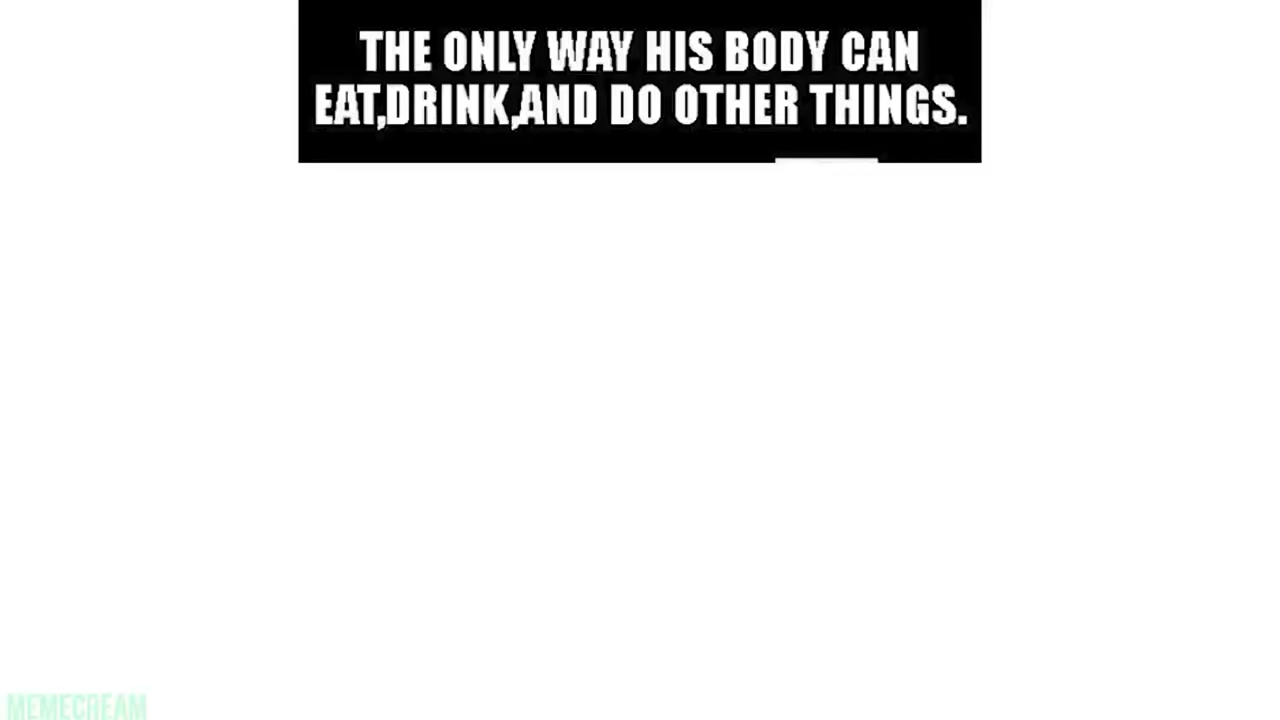 THE ONLY WAY HIS BODY CAN
EAT,DRINK,AND DO OTHER THINGS.
MEMECREAM